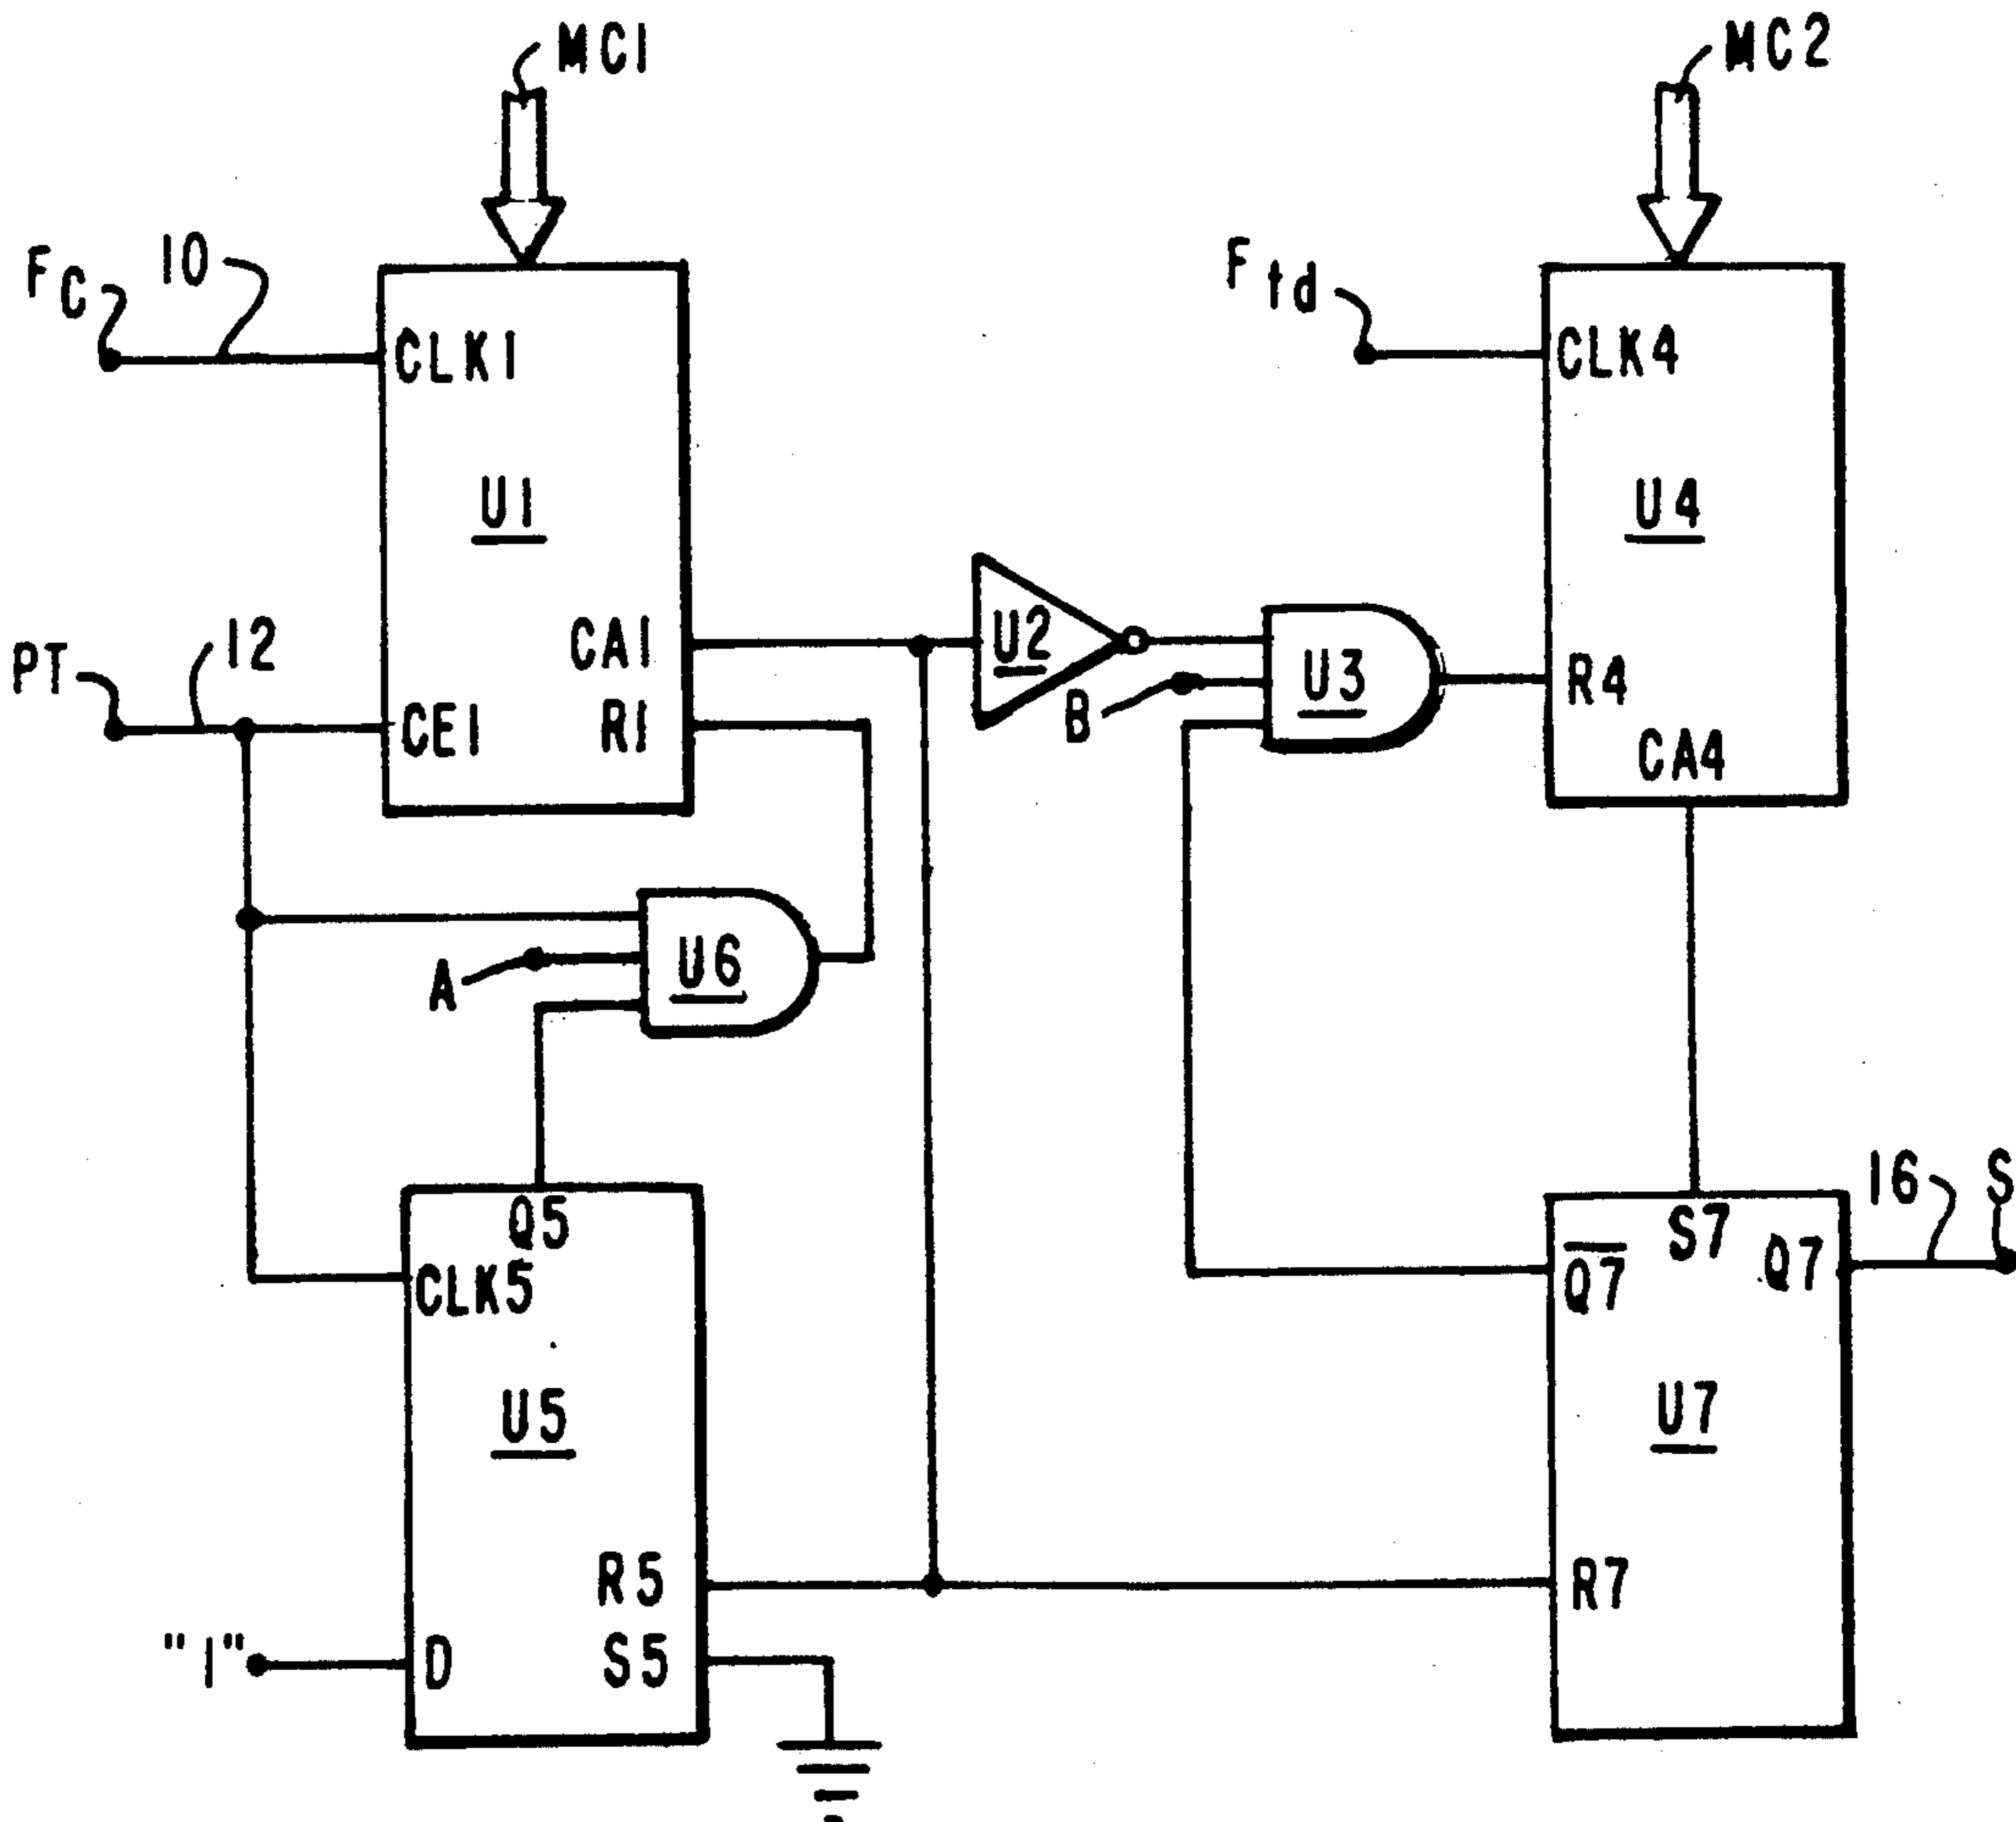 MC1
MC2
FC
10
Ftd
CLK1
CLK4
U1
U4
PT
12
CA1
U2
U3
R4
B
CE1
R1
CA4
A
U6
Q5
CLK5
S7
Q7
16
S
Q7
U5
U7
R5
R7
"1"
D
S5